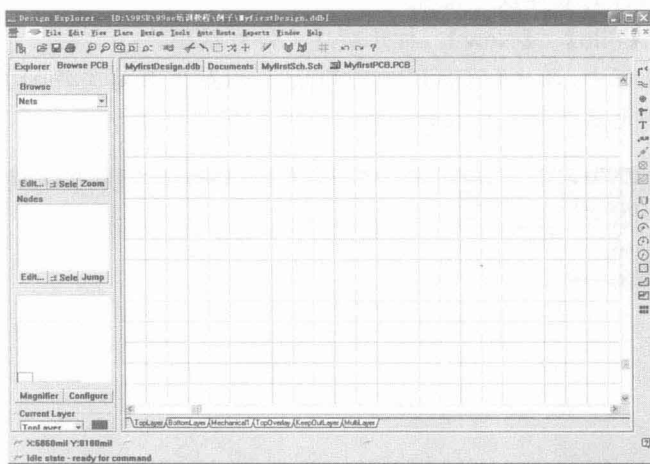 Design Explorer - [D:\99SE\99se培训教程\例子\MyfirstDesign.ddb]
File Edit View Place Design Tools Auto Route Reports Window Help
Explorer Browse PCB
MyfirstDesign.ddb Documents MyfirstSch.Sch MyfirstPCB.PCB
Browse
Nets
Edit... Sele Zoom
Nodes
Edit... Sele Jump
Magnifier Configure
Current Layer
TopLayer
TopLayer BottomLayer Mechanical1 TopOverlay KeepOutLayer MultiLayer
X:5860mil Y:8180mil
Idle state - ready for command